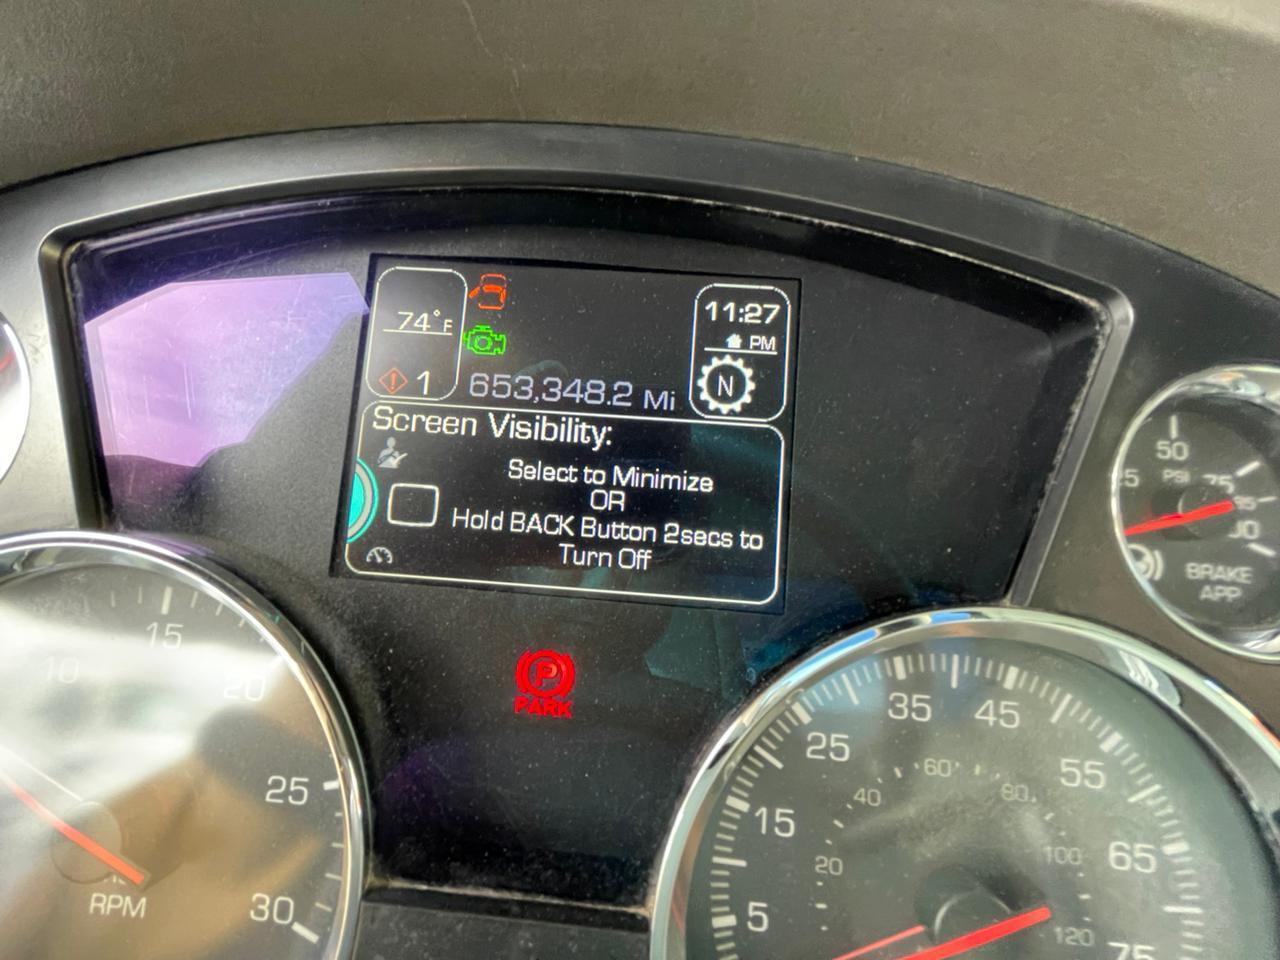 74°F
11:27
PM
1
653,348.2 Mi
N
Screen Visibility:
Select to Minimize
OR
Hold BACK Button 2secs to
Turn Off
P
PARK
10
15
20
25
30
RPM
5
15
25
35
45
55
65
75
20
40
60
80
100
120
50
PSI
75
BRAKE
APP